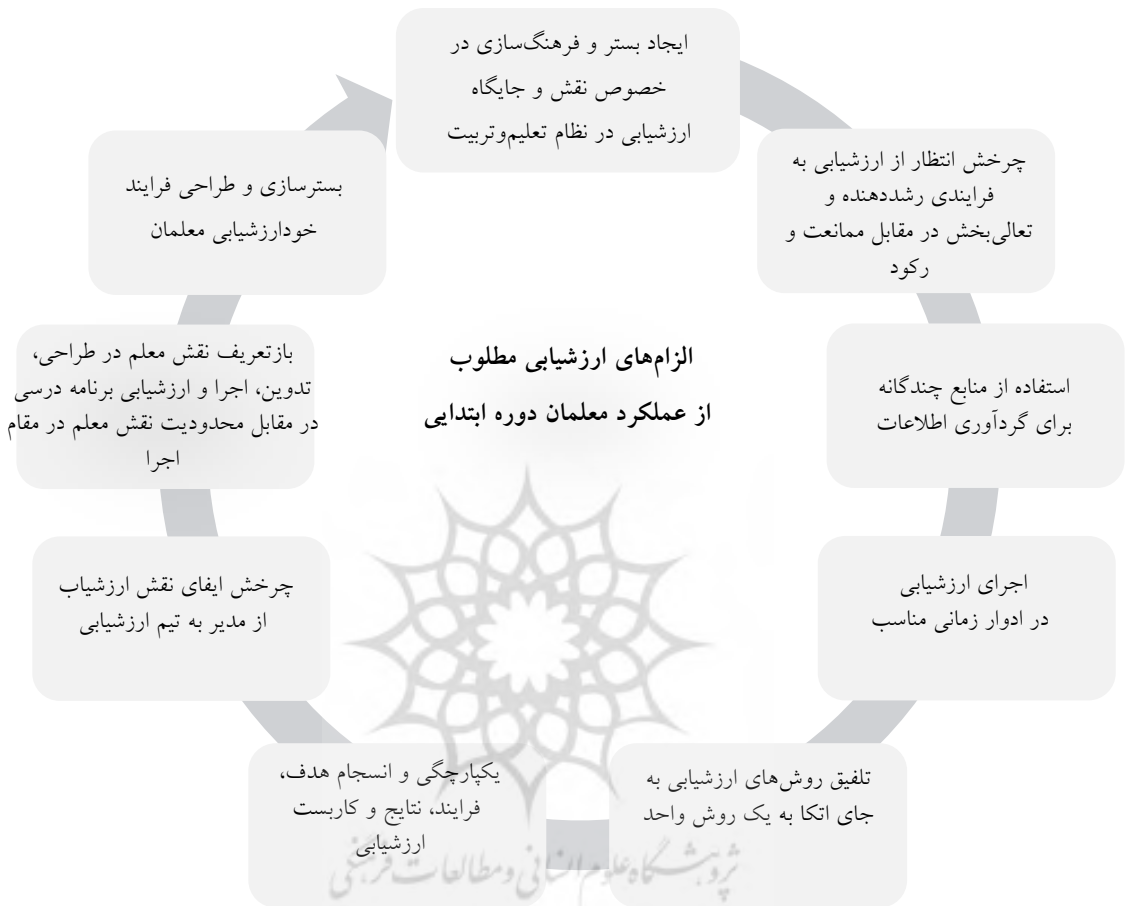 ایجاد بستر و فرهنگ‌سازی در
خصوص نقش و جایگاه
ارزشیابی در نظام تعلیم‌وتربیت
چرخش انتظار از ارزشیابی به
فرایندی رشددهنده و
تعالی‌بخش در مقابل ممانعت و
رکود
استفاده از منابع چندگانه
برای گردآوری اطلاعات
اجرای ارزشیابی
در ادوار زمانی مناسب
تلفیق روش‌های ارزشیابی به
جای اتکا به یک روش واحد
یکپارچگی و انسجام هدف،
فرایند، نتایج و کاربست
ارزشیابی
چرخش ایفای نقش ارزشیاب
از مدیر به تیم ارزشیابی
بازتعریف نقش معلم در طراحی،
تدوین، اجرا و ارزشیابی برنامه درسی
در مقابل محدودیت نقش معلم در مقام
اجرا
بسترسازی و طراحی فرایند
خودارزشیابی معلمان
الزام‌های ارزشیابی مطلوب
از عملکرد معلمان دوره ابتدایی
پژوهشگاه علوم انسانی و مطالعات فرهنگی